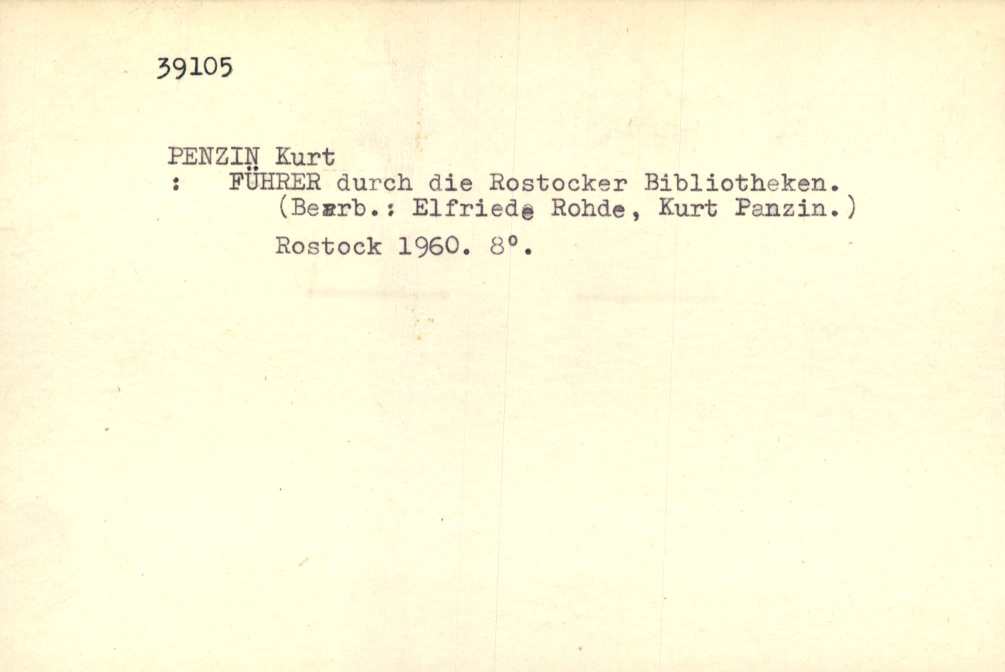 39105
PENZIN Kurt
: FÜHRER durch die Rostocker Bibliotheken.
(Bearb.: Elfriede Rohde, Kurt Panzin.)
Rostock 1960. 8°.